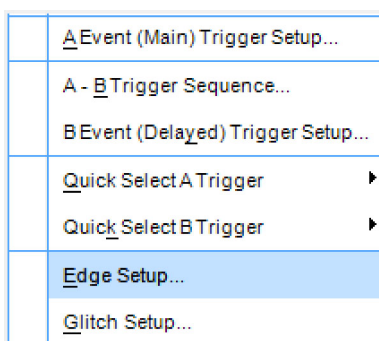 A Event (Main) Trigger Setup...
A - B Trigger Sequence...
B Event (Delayed) Trigger Setup...
Quick Select A Trigger
Quick Select B Trigger
Edge Setup...
Glitch Setup...